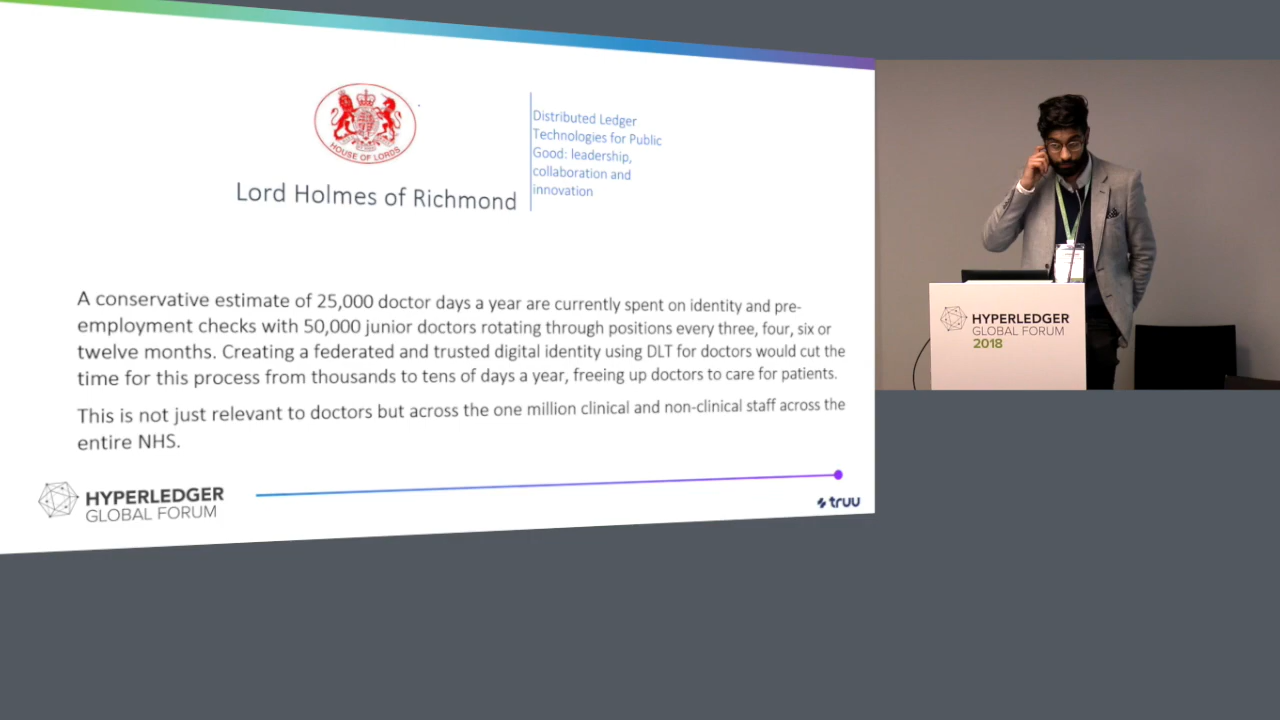 HOUSE OF LORDS
Lord Holmes of Richmond
Distributed Ledger
Technologies for Public
Good: leadership,
collaboration and
innovation
A conservative estimate of 25,000 doctor days a year are currently spent on identity and pre-
employment checks with 50,000 junior doctors rotating through positions every three, four, six or
twelve months. Creating a federated and trusted digital identity using DLT for doctors would cut the
time for this process from thousands to tens of days a year, freeing up doctors to care for patients.
This is not just relevant to doctors but across the one million clinical and non-clinical staff across the
entire NHS.
HYPERLEDGER
GLOBAL FORUM
truu
HYPERLEDGER
GLOBAL FORUM
2018